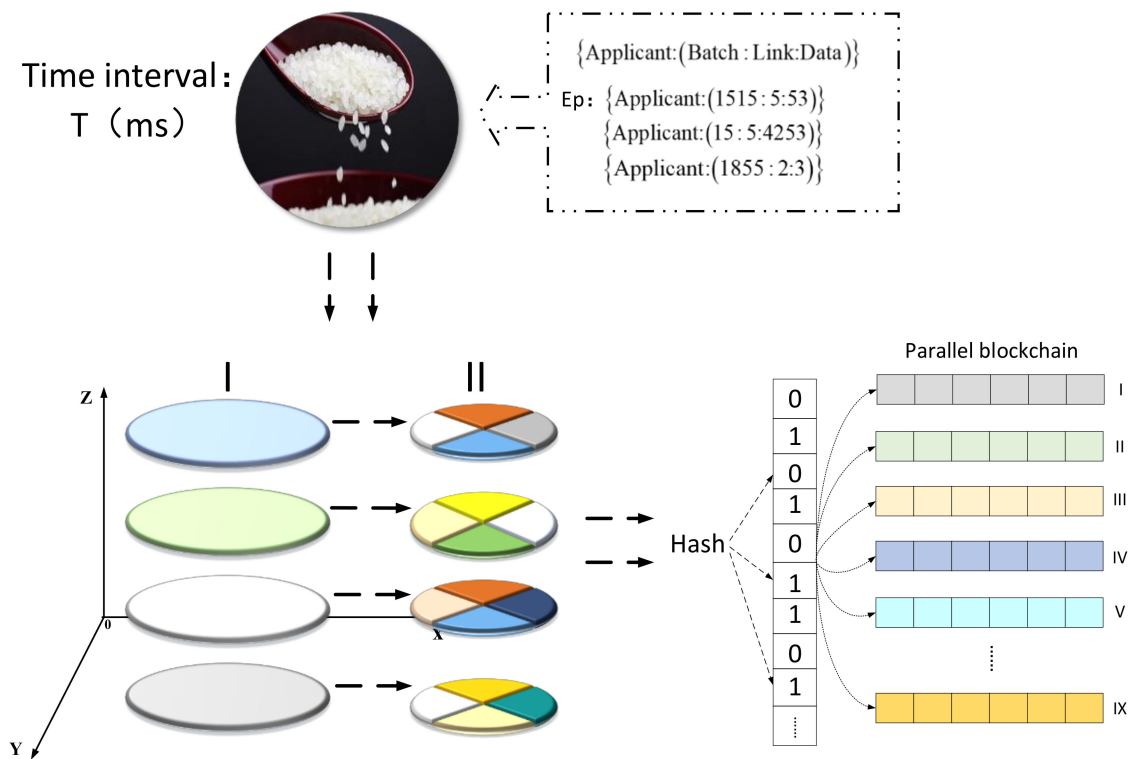 Time interval：
T（ms）
{Applicant:(Batch : Link:Data)}
Ep： {Applicant:(1515 : 5:53)}
{Applicant:(15 : 5:4253)}
{Applicant:(1855 : 2:3)}
I
II
Z
0
X
Y
Hash
0
1
0
1
0
1
1
0
1
......
Parallel blockchain
I
II
III
IV
V
......
IX